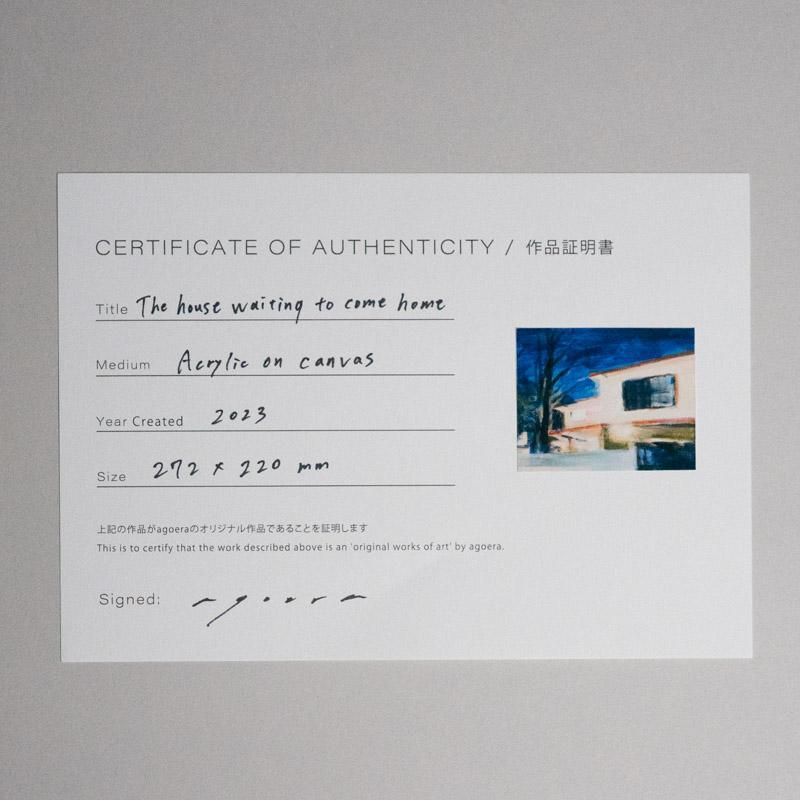 CERTIFICATE OF AUTHENTICITY / 作品証明書
Title The house waiting to come home
Medium Acrylic on canvas
Year Created 2023
Size 272 x 220 mm
上記の作品がagoeraのオリジナル作品であることを証明します
This is to certify that the work described above is an 'original works of art' by agoera.
Signed: agoera